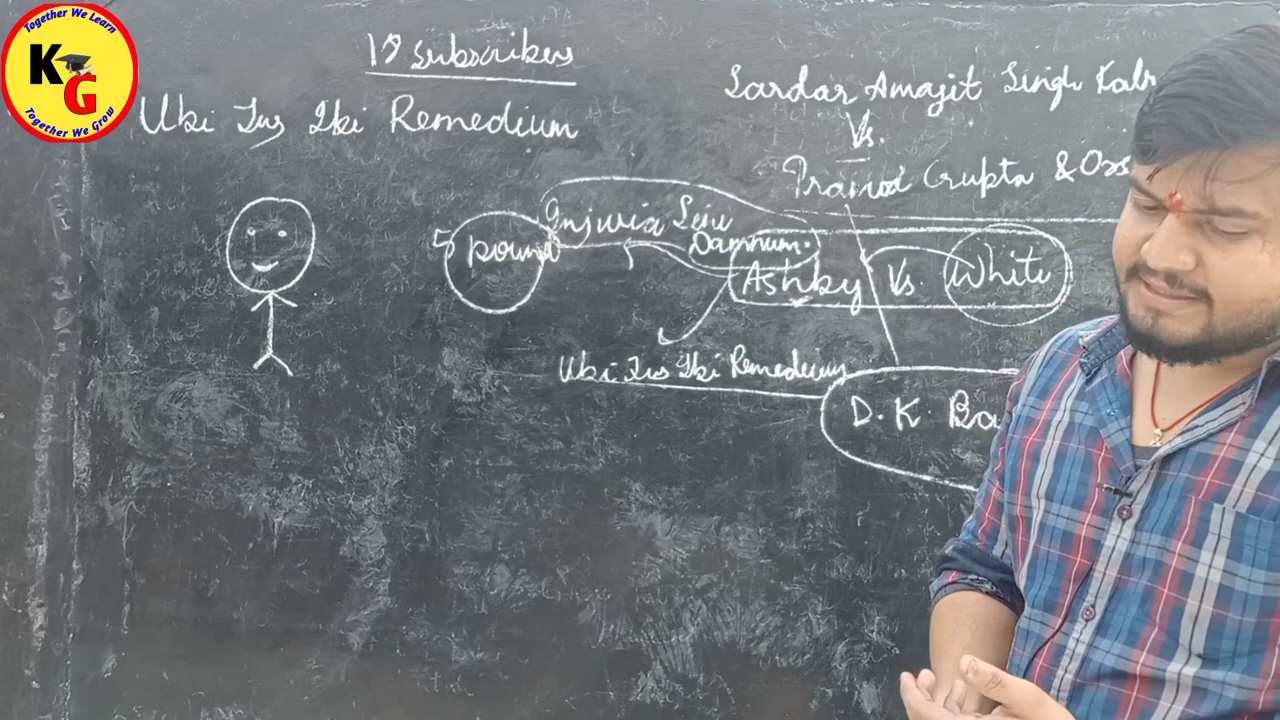 Together We Learn
KG
Together We Grow
18 Subscribers
Ubi Jus Ibi Remedium
Sardar Amajit Singh Kalr
Vs.
Pramod Gupta & Ors
Injuria Sine
Damnum.
5 pound
Ashby Vs. White
Ubi Jus Ibi Remedium
D. K. Ba